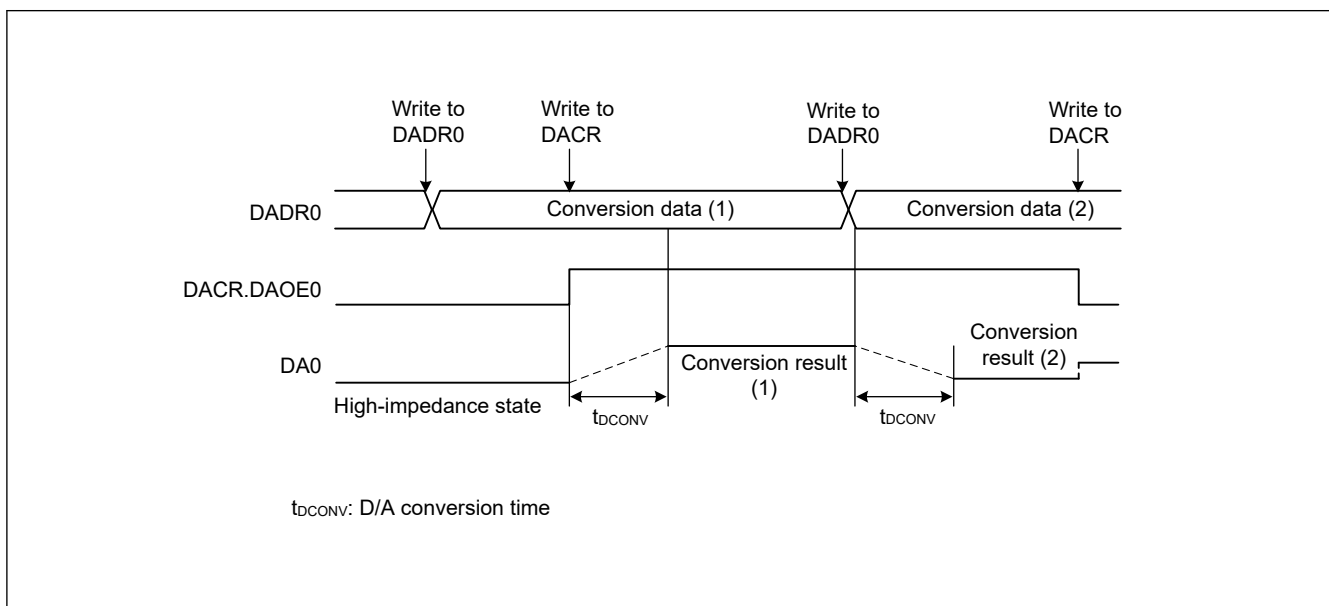 Write to
DADR0
Write to
DACR
Write to
DADR0
Write to
DACR
DADR0
Conversion data (1)
Conversion data (2)
DACR.DAOE0
DA0
Conversion result
(1)
Conversion
result (2)
High-impedance state
tDCONV
tDCONV
tDCONV: D/A conversion time